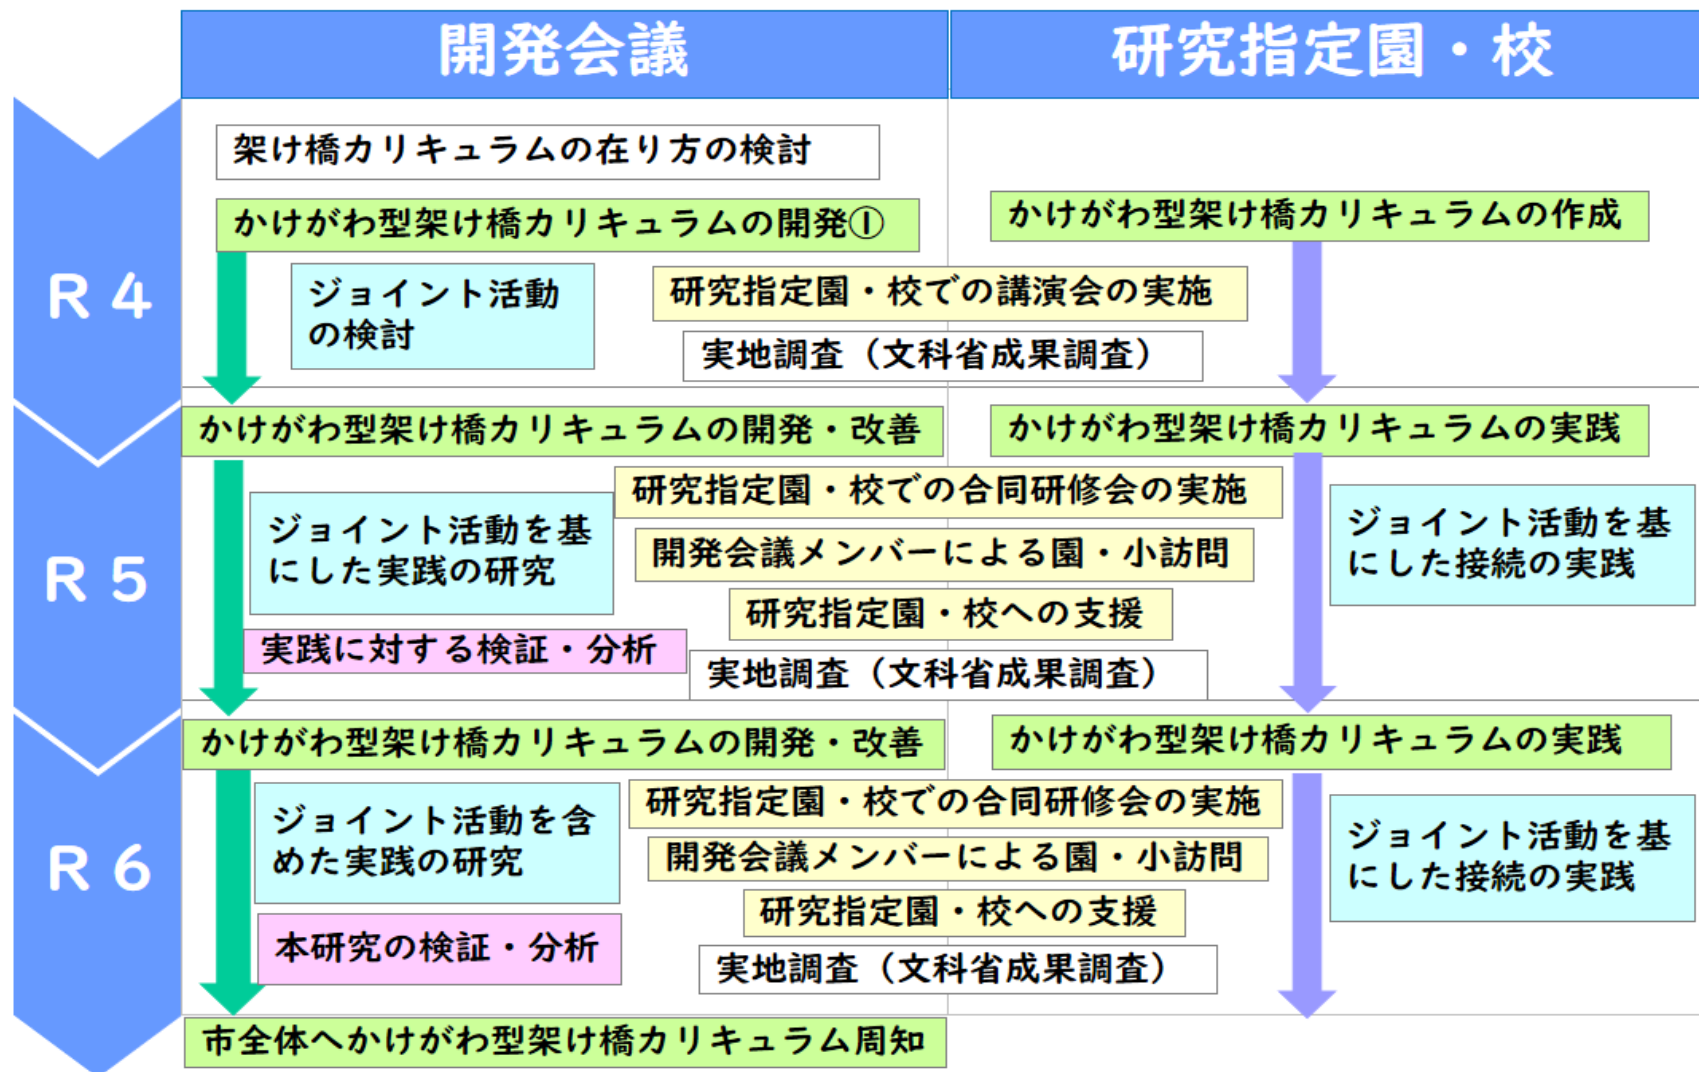 開発会議
研究指定園・校
R4
架け橋カリキュラムの在り方の検討
かけがわ型架け橋カリキュラムの開発①
かけがわ型架け橋カリキュラムの作成
ジョイント活動
の検討
研究指定園・校での講演会の実施
実地調査（文科省成果調査）
R5
かけがわ型架け橋カリキュラムの開発・改善
かけがわ型架け橋カリキュラムの実践
ジョイント活動を基
にした実践の研究
研究指定園・校での合同研修会の実施
開発会議メンバーによる園・小訪問
研究指定園・校への支援
実践に対する検証・分析
実地調査（文科省成果調査）
ジョイント活動を基
にした接続の実践
R6
かけがわ型架け橋カリキュラムの開発・改善
かけがわ型架け橋カリキュラムの実践
ジョイント活動を含
めた実践の研究
研究指定園・校での合同研修会の実施
開発会議メンバーによる園・小訪問
研究指定園・校への支援
本研究の検証・分析
実地調査（文科省成果調査）
ジョイント活動を基
にした接続の実践
市全体へかけがわ型架け橋カリキュラム周知